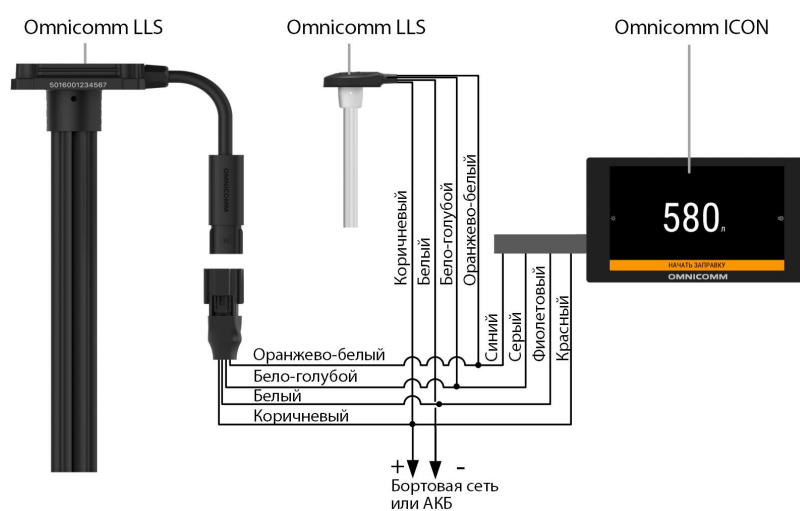 Omnicomm LLS
Omnicomm LLS
Omnicomm ICON
5016001234567
OMNICOMM
580 л
НАЧАТЬ ЗАПРАВКУ
OMNICOMM
Коричневый
Белый
Бело-голубой
Оранжево-белый
Синий
Серый
Фиолетовый
Красный
Оранжево-белый
Бело-голубой
Белый
Коричневый
+ -
Бортовая сеть
или АКБ